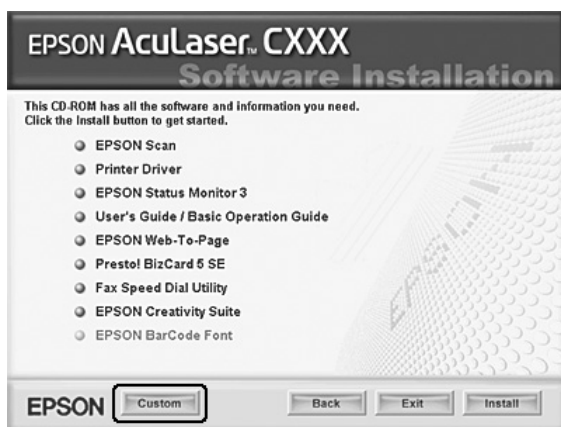 EPSON AcuLaser™ CXXX
Software Installation
This CD-ROM has all the software and information you need.
Click the Install button to get started.
EPSON Scan
Printer Driver
EPSON Status Monitor 3
User's Guide / Basic Operation Guide
EPSON Web-To-Page
Presto! BizCard 5 SE
Fax Speed Dial Utility
EPSON Creativity Suite
EPSON BarCode Font
EPSON
EPSON Custom Back Exit Install